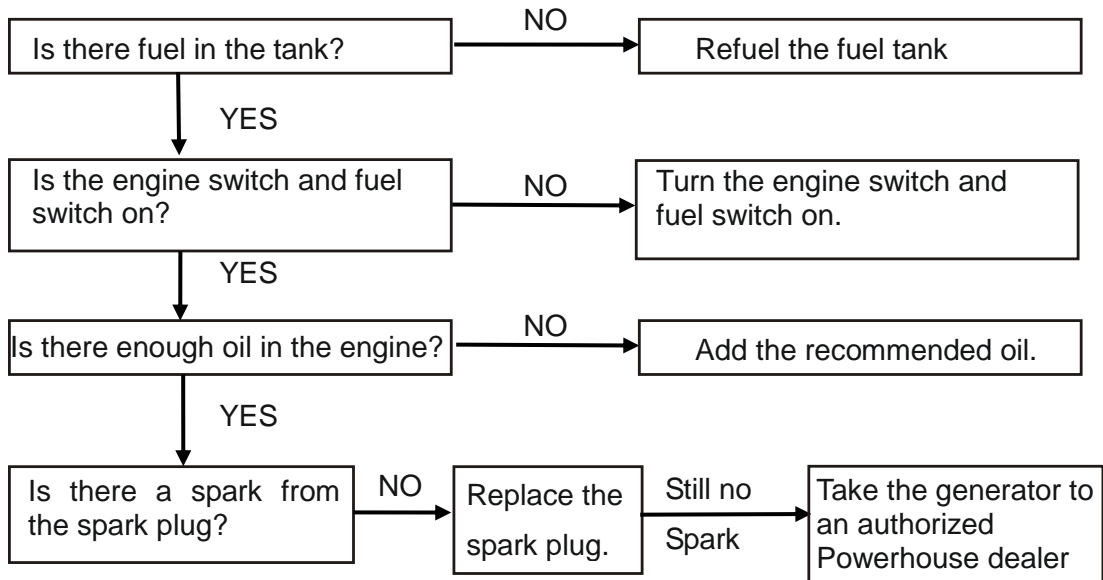 Is there fuel in the tank?
NO
Refuel the fuel tank
YES
Is the engine switch and fuel
switch on?
NO
Turn the engine switch and
fuel switch on.
YES
Is there enough oil in the engine?
NO
Add the recommended oil.
YES
Is there a spark from
the spark plug?
NO
Replace the
spark plug.
Still no
Spark
Take the generator to
an authorized
Powerhouse dealer